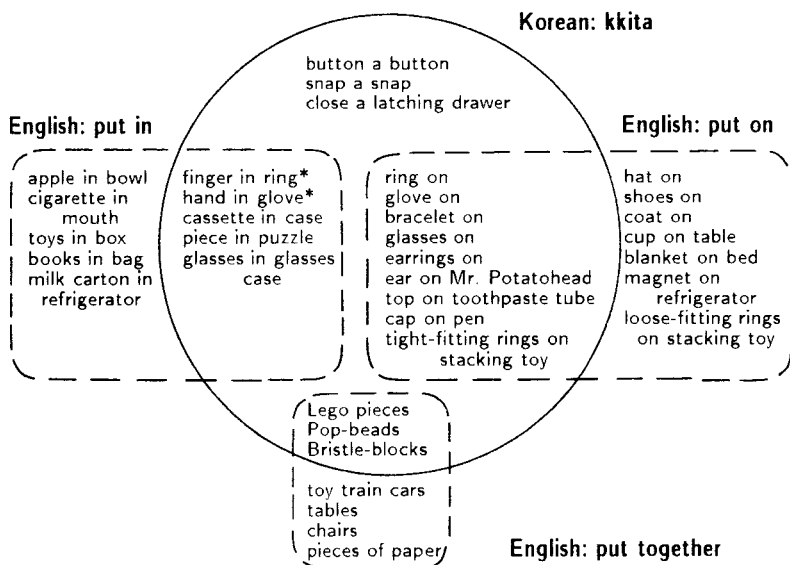 Korean: kkita
button a button
snap a snap
close a latching drawer
English: put in
English: put on
apple in bowl
cigarette in
mouth
toys in box
books in bag
milk carton in
refrigerator
finger in ring*
hand in glove*
cassette in case
piece in puzzle
glasses in glasses
case
ring on
glove on
bracelet on
glasses on
earrings on
ear on Mr. Potatohead
top on toothpaste tube
cap on pen
tight-fitting rings on
stacking toy
hat on
shoes on
coat on
cup on table
blanket on bed
magnet on
refrigerator
loose-fitting rings
on stacking toy
Lego pieces
Pop-beads
Bristle-blocks
toy train cars
tables
chairs
pieces of paper
English: put together